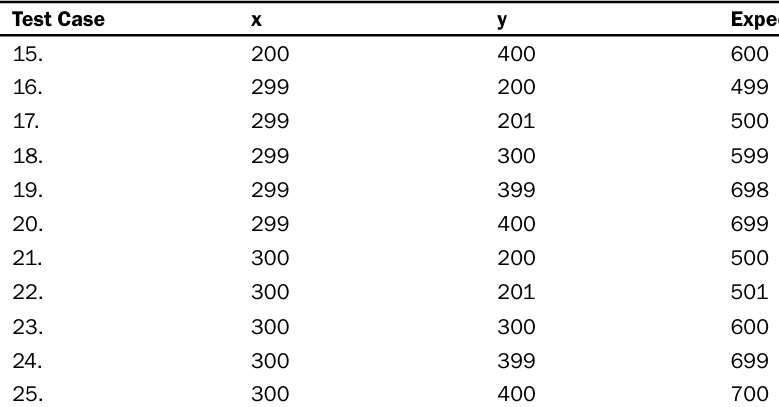 Test Case x y
15. 200 400 600
16. 299 200 499
17. 299 201 500
18. 299 300 599
19. 299 399 698
20. 299 400 699
21. 300 200 500
22. 300 201 501
23. 300 300 600
24. 300 399 699
25. 300 400 700